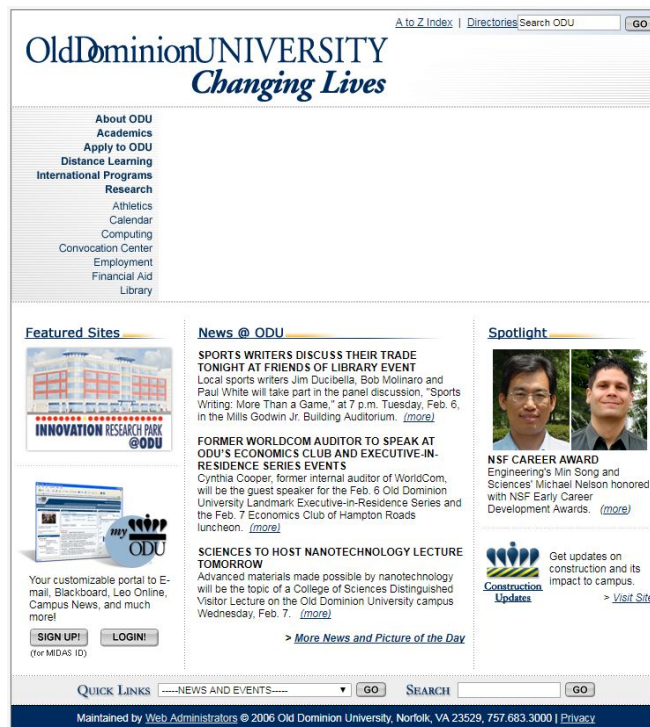 A to Z Index | Directories Search ODU GO
OldDominionUNIVERSITY
Changing Lives
About ODU
Academics
Apply to ODU
Distance Learning
International Programs
Research
Athletics
Calendar
Computing
Convocation Center
Employment
Financial Aid
Library
Featured Sites
INNOVATION RESEARCH PARK
@ODU
my
ODU
Your customizable portal to E-
mail, Blackboard, Leo Online,
Campus News, and much
more!
SIGN UP! LOGIN!
(for MIDAS ID)
News @ ODU
SPORTS WRITERS DISCUSS THEIR TRADE
TONIGHT AT FRIENDS OF LIBRARY EVENT
Local sports writers Jim Ducibella, Bob Molinaro and
Paul White will take part in the panel discussion, "Sports
Writing: More Than a Game," at 7 p.m. Tuesday, Feb. 6,
in the Mills Godwin Jr. Building Auditorium. (more)
FORMER WORLDCOM AUDITOR TO SPEAK AT
ODU'S ECONOMICS CLUB AND EXECUTIVE-IN-
RESIDENCE SERIES EVENTS
Cynthia Cooper, former internal auditor of WorldCom,
will be the guest speaker for the Feb. 6 Old Dominion
University Landmark Executive-in-Residence Series and
the Feb. 7 Economics Club of Hampton Roads
luncheon. (more)
SCIENCES TO HOST NANOTECHNOLOGY LECTURE
TOMORROW
Advanced materials made possible by nanotechnology
will be the topic of a College of Sciences Distinguished
Visitor Lecture on the Old Dominion University campus
Wednesday, Feb. 7. (more)
> More News and Picture of the Day
Spotlight
NSF CAREER AWARD
Engineering's Min Song and
Sciences' Michael Nelson honored
with NSF Early Career
Development Awards. (more)
Construction
Updates
Get updates on
construction and its
impact to campus.
> Visit Site
QUICK LINKS -----NEWS AND EVENTS----- GO SEARCH GO
Maintained by Web Administrators © 2006 Old Dominion University, Norfolk, VA 23529, 757.683.3000 | Privacy